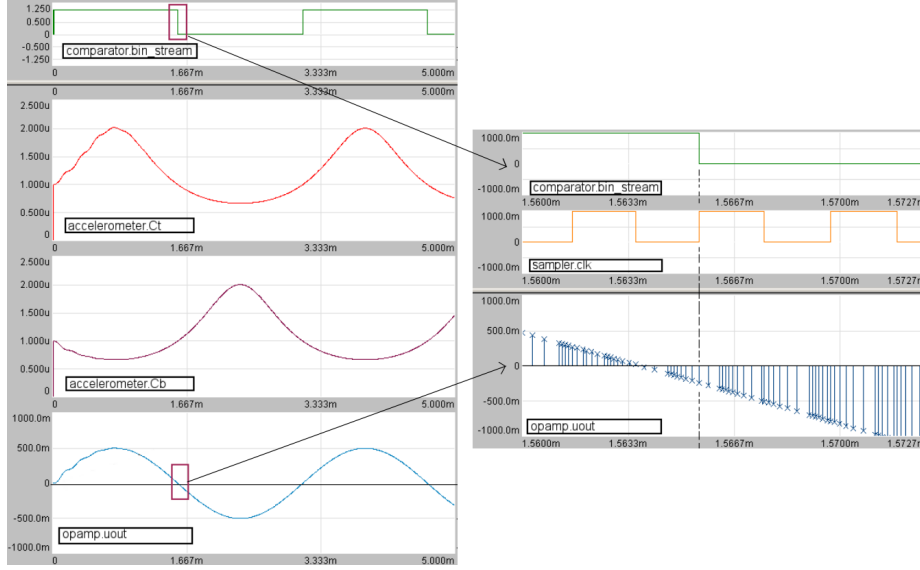 1.250
0.500
0
-0.500
-1.250
comparator.bin_stream
0 1.667m 3.333m 5.000m
2.500u
2.000u
1.500u
1.000u
0.500u
0
accelerometer.Ct
0 1.667m 3.333m 5.000m
2.500u
2.000u
1.500u
1.000u
0.500u
0
accelerometer.Cb
0 1.667m 3.333m 5.000m
1000.0m
500.0m
0
-500.0m
-1000.0m
opamp.uout
0 1.667m 3.333m 5.000m
1000.0m
0
-1000.0m
comparator.bin_stream
1.5600m 1.5633m 1.5667m 1.5700m 1.5727m
1000.0m
0
-1000.0m
sampler.clk
1.5600m 1.5633m 1.5667m 1.5700m 1.5727m
1000.0m
500.0m
0
-500.0m
-1000.0m
opamp.uout
1.5600m 1.5633m 1.5667m 1.5700m 1.5727m